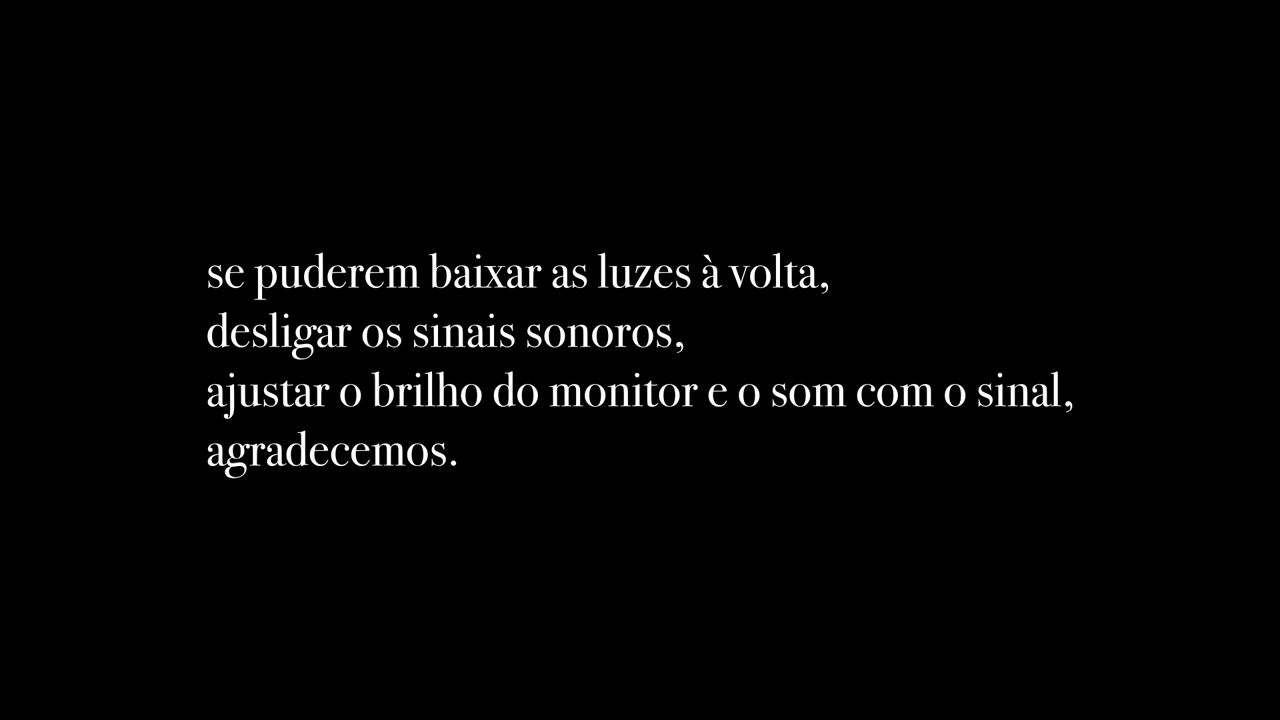 se puderem baixar as luzes à volta,
desligar os sinais sonoros,
ajustar o brilho do monitor e o som com o sinal,
agradecemos.